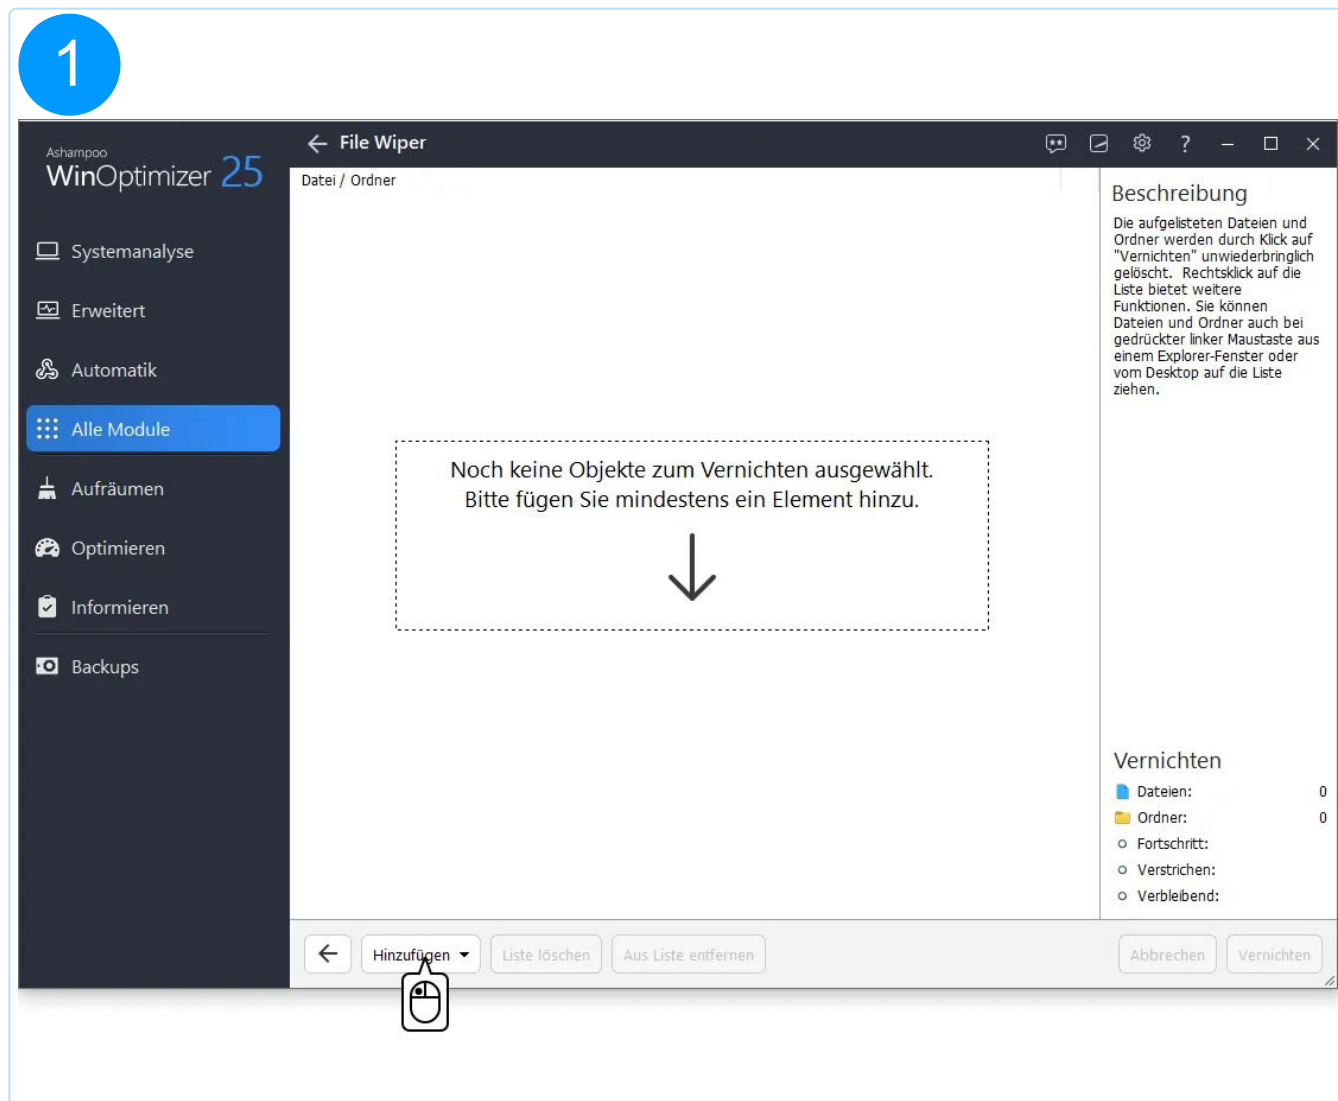 1
Ashampoo
WinOptimizer 25
File Wiper
?
Systemanalyse
Erweitert
Automatik
Alle Module
Aufräumen
Optimieren
Informieren
Backups
Datei / Ordner
Noch keine Objekte zum Vernichten ausgewählt.
Bitte fügen Sie mindestens ein Element hinzu.
Beschreibung
Die aufgelisteten Dateien und
Ordner werden durch Klick auf
"Vernichten" unwiederbringlich
gelöscht.  Rechtsklick auf die
Liste bietet weitere
Funktionen. Sie können
Dateien und Ordner auch bei
gedrückter linker Maustaste aus
einem Explorer-Fenster oder
vom Desktop auf die Liste
ziehen.
Vernichten
Dateien: 0
Ordner: 0
Fortschritt:
Verstrichen:
Verbleibend:
Hinzufügen
Liste löschen
Aus Liste entfernen
Abbrechen
Vernichten